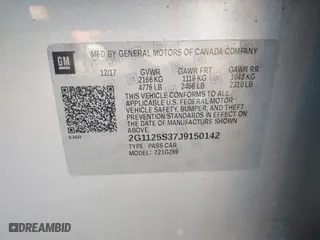 GM
MFD BY GENERAL MOTORS OF CANADA COMPANY
12/17 GVWR GAWR FRT GAWR RR
2166 KG 1119 KG 1048 KG
4776 LB 2466 LB 2310 LB
THIS VEHICLE CONFORMS TO ALL APPLICABLE U.S. FEDERAL MOTOR VEHICLE SAFETY, BUMPER, AND THEFT PREVENTION STANDARDS IN EFFECT ON THE DATE OF MANUFACTURE SHOWN ABOVE.
2G1125S37J9150142
TYPE: PASS CAR
MODEL: